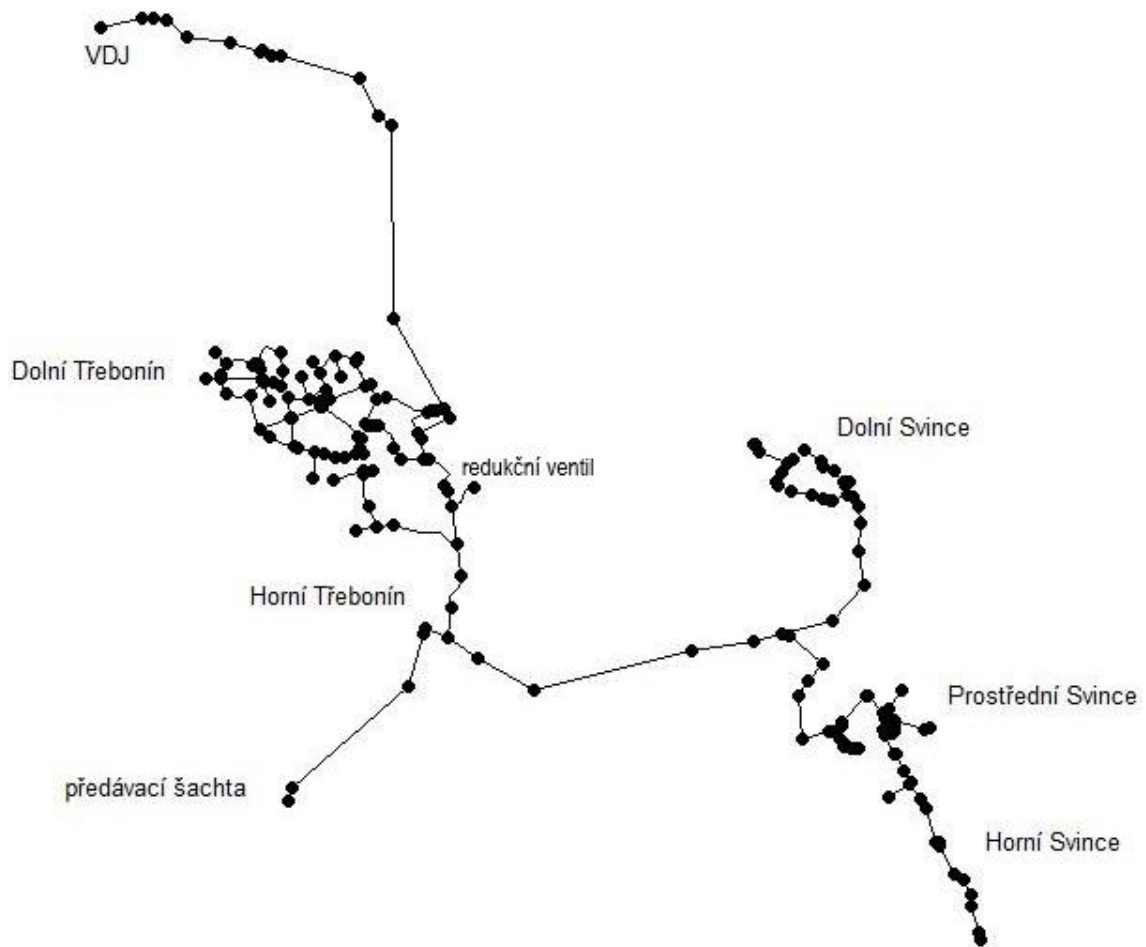 VDJ
Dolní Třebonín
Dolní Svince
redukční ventil
Horní Třebonín
Prostřední Svince
předávací šachta
Horní Svince